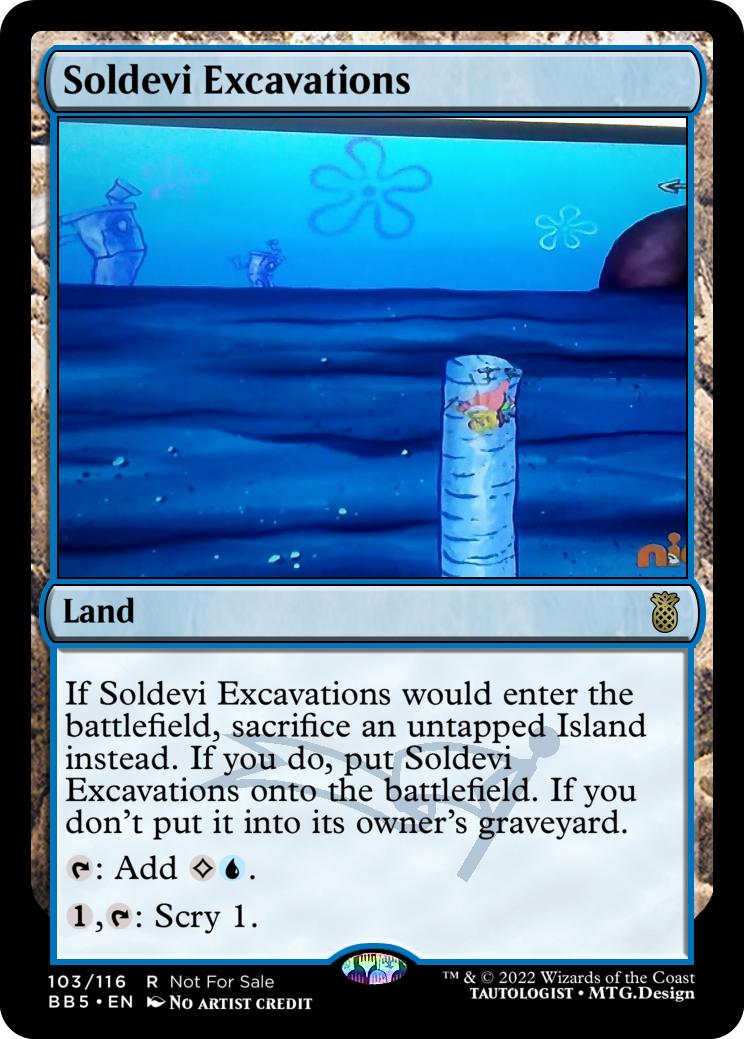 Soldevi Excavations
nic
Land
If Soldevi Excavations would enter the
battlefield, sacrifice an untapped Island
instead. If you do, put Soldevi
Excavations onto the battlefield. If you
don't put it into its owner's graveyard.
: Add .
1,: Scry 1.
103/116 R Not For Sale
BB5 • EN No artist credit
™ & © 2022 Wizards of the Coast
TAUTOLOGIST • MTG.Design